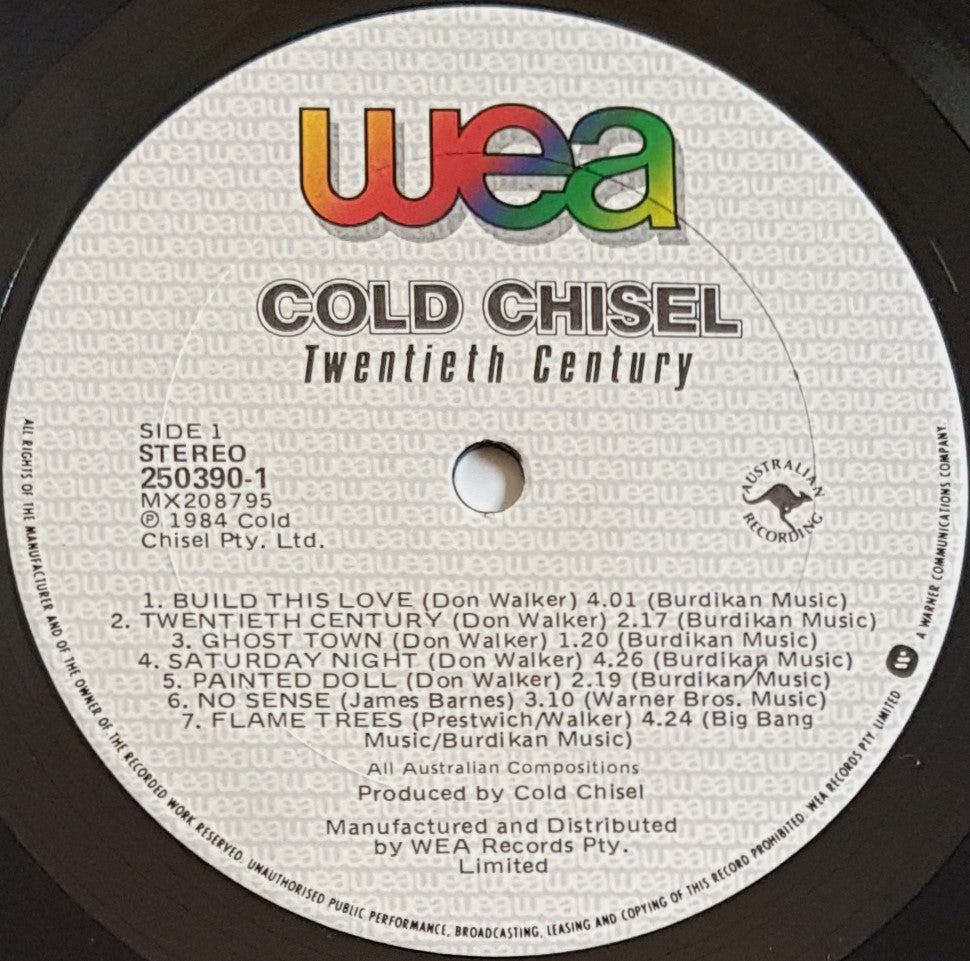 wea
COLD CHISEL
Twentieth Century
SIDE 1
STEREO
250390-1
MX208795
℗ 1984 Cold
Chisel Pty. Ltd.
AUSTRALIAN
RECORDING
1. BUILD THIS LOVE (Don Walker) 4.01 (Burdikan Music)
2. TWENTIETH CENTURY (Don Walker) 2.17 (Burdikan Music)
3. GHOST TOWN (Don Walker) 1.20 (Burdikan Music)
4. SATURDAY NIGHT (Don Walker) 4.26 (Burdikan Music)
5. PAINTED DOLL (Don Walker) 2.19 (Burdikan Music)
6. NO SENSE (James Barnes) 3.10 (Warner Bros. Music)
7. FLAME TREES (Prestwich/Walker) 4.24 (Big Bang
Music/Burdikan Music)
All Australian Compositions
Produced by Cold Chisel
Manufactured and Distributed
by WEA Records Pty.
Limited
ALL RIGHTS OF THE MANUFACTURER AND OF THE OWNER OF THE RECORDED WORK RESERVED. UNAUTHORISED PUBLIC PERFORMANCE, BROADCASTING, LEASING AND COPYING OF THIS RECORD PROHIBITED. WEA RECORDS PTY. LIMITED A WARNER COMMUNICATIONS COMPANY.